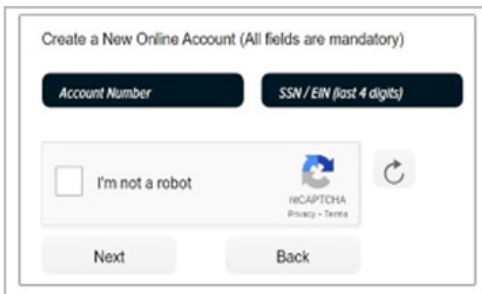 Create a New Online Account (All fields are mandatory)
Account Number
SSN / EIN (last 4 digits)
I'm not a robot
reCAPTCHA
Privacy - Terms
Next
Back